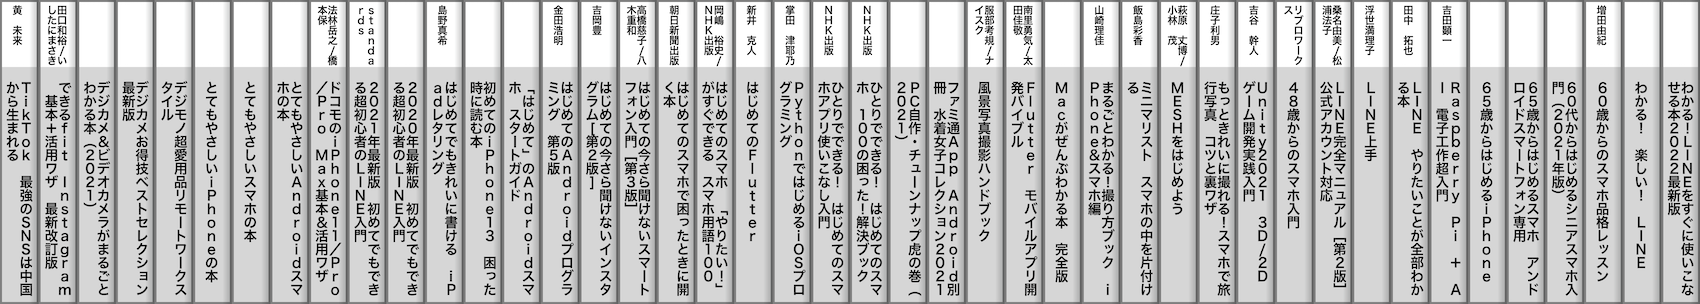 わかる！LINEをすぐに使いこな
せる本2022最新版
わかる！　楽しい！　LINE
増田由紀
60歳からのスマホ品格レッスン
60代からはじめるシニアスマホ入
門（2021年版）
65歳からはじめるスマホ　アンド
ロイドスマートフォン専用
65歳からはじめるiPhone
吉田顕一
Raspberry　Pi　+　A
I　電子工作超入門
田中　拓也
LINE　やりたいことが全部わか
る本
浮世満理子
LINE上手
桑名由美/松
浦法子
LINE完全マニュアル［第2版］
公式アカウント対応
リブロワーク
ス
48歳からのスマホ入門
吉谷　幹人
Unity2021　3D/2D
ゲーム開発実践入門
庄子利男
もっときれいに撮れる！スマホで旅
行写真　コツと裏ワザ
萩原　丈博/
小林　茂
MESHをはじめよう
飯島彩香
ミニマリスト　スマホの中を片付け
る
山崎理佳
まるごとわかる！撮り方ブック　i
Phone&スマホ編
Macがぜんぶわかる本　完全版
南里勇気/太
田佳敬
Flutter　モバイルアプリ開
発バイブル
服部考規/ナ
イスク
風景写真撮影ハンドブック
ファミ通App　Android別
冊　水着女子コレクション2021
PC自作・チューンナップ虎の巻（
2021）
NHK出版
ひとりでできる！　はじめてのスマ
ホ　100の困った！解決ブック
NHK出版
ひとりでできる！　はじめてのスマ
ホアプリ使いこなし入門
掌田　津耶乃
PythonではじめるiOSプロ
グラミング
新井　克人
はじめてのFlutter
岡嶋　裕史/
NHK出版
はじめてのスマホ　「やりたい！」
がすぐできる　スマホ用語100
朝日新聞出版
はじめてのスマホで困ったときに開
く本
高橋慈子/八
木重和
はじめての今さら聞けないスマート
フォン入門［第3版］
吉岡豊
はじめての今さら聞けないインスタ
グラム［第2版］
金田浩明
はじめてのAndroidプログラ
ミング　第5版
「はじめて」のAndroidスマ
ホ　スタートガイド
初めてのiPhone13　困った
時に読む本
島野真希
はじめてでもきれいに書ける　iP
adレタリング
2020年最新版　初めてでもでき
る超初心者のLINE入門
standa
rds
2021年最新版　初めてでもでき
る超初心者のLINE入門
法林岳之/橋
本保
ドコモのiPhone11/Pro
/Pro　Max基本&活用ワザ
とてもやさしいAndroidスマ
ホの本
とてもやさしいスマホの本
とてもやさしいiPhoneの本
デジモノ超愛用品リモートワークス
タイル
デジカメお得技ベストセレクション
最新版
デジカメ&ビデオカメラがまるごと
わかる本（2021）
田口和裕/い
したにまさき
できるfit　Instagram
　基本+活用ワザ　最新改訂版
黄　未来
TikTok　最強のSNSは中国
から生まれる